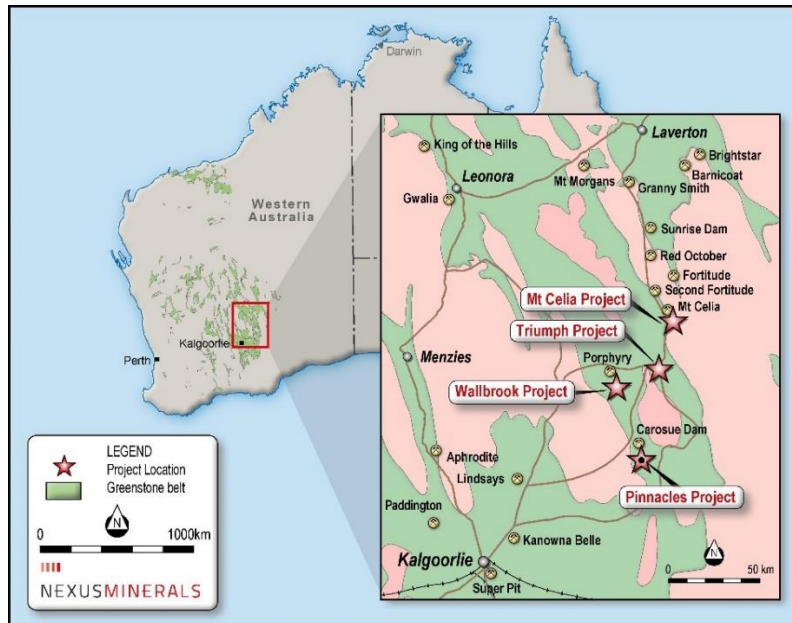 Darwin
Western
Australia
Kalgoorlie
Perth
King of the Hills
Laverton
Brightstar
Barnicoat
Mt Morgans
Leonora
Granny Smith
Gwalia
Sunrise Dam
Red October
Fortitude
Second Fortitude
Mt Celia Project
Mt Celia
Triumph Project
Menzies
Porphyry
Wallbrook Project
Carosue Dam
Aphrodite
Lindsays
Pinnacles Project
Paddington
Kanowna Belle
Kalgoorlie
Super Pit
N
0 50 km
LEGEND
Project Location
Greenstone belt
N
0 1000km
NEXUSMINERALS